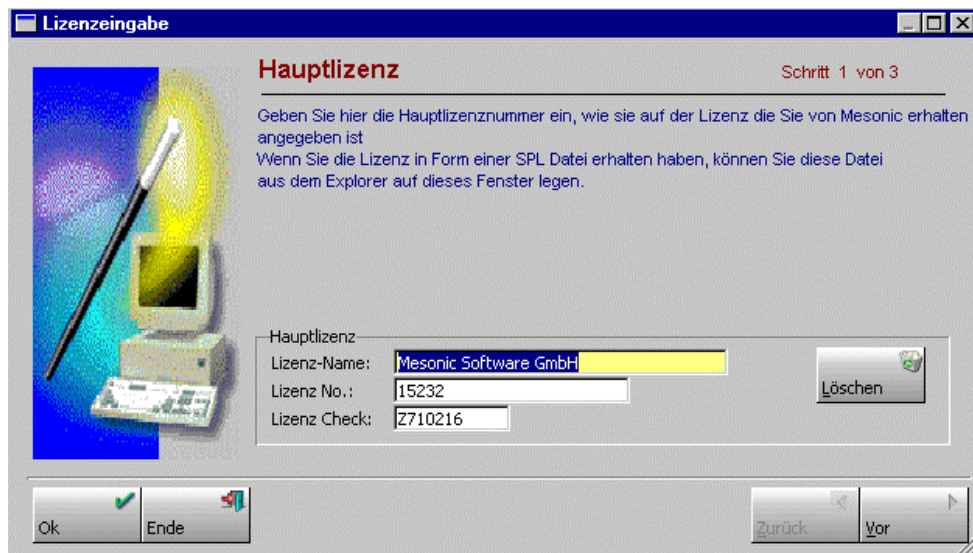 Lizenzeingabe
Hauptlizenz
Schritt 1 von 3
Geben Sie hier die Hauptlizenznummer ein, wie sie auf der Lizenz die Sie von Mesonic erhalten
angegeben ist
Wenn Sie die Lizenz in Form einer SPL Datei erhalten haben, können Sie diese Datei
aus dem Explorer auf dieses Fenster legen.
Hauptlizenz
Lizenz-Name: Mesonic Software GmbH
Lizenz No.: 15232
Lizenz Check: Z710216
Löschen
Ok Ende Zurück Vor